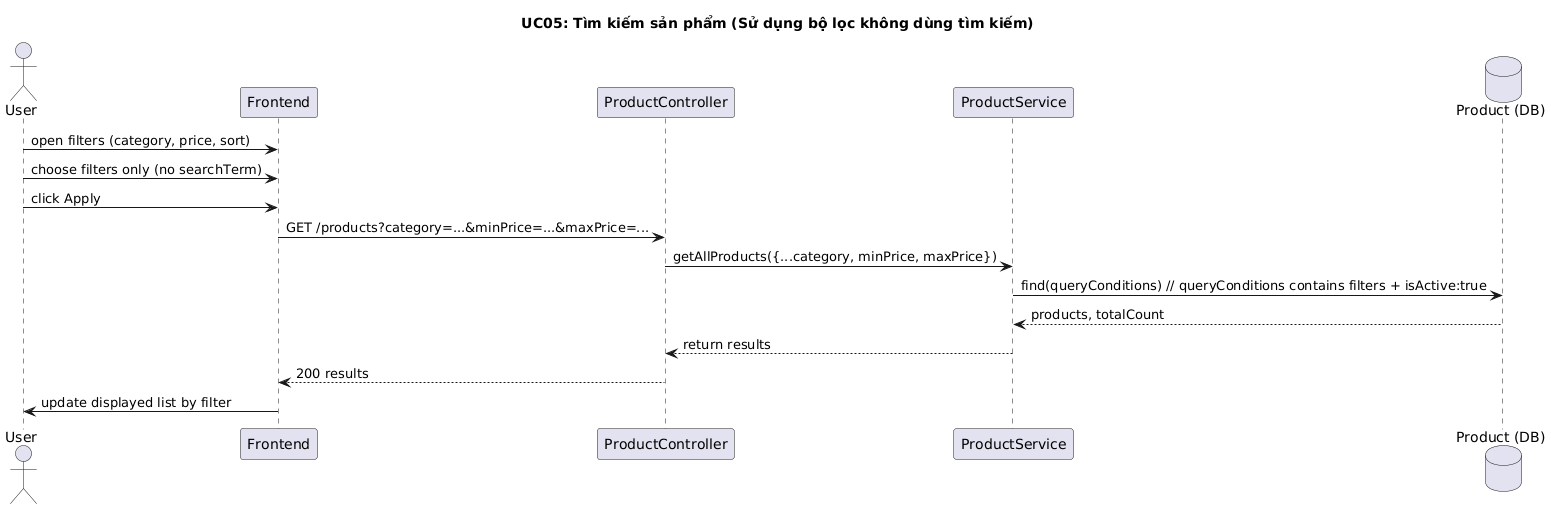 UC05: Tìm kiếm sản phẩm (Sử dụng bộ lọc không dùng tìm kiếm)
User
Frontend
ProductController
ProductService
Product (DB)
open filters (category, price, sort)
choose filters only (no searchTerm)
click Apply
GET /products?category=...&minPrice=...&maxPrice=...
getAllProducts({...category, minPrice, maxPrice})
find(queryConditions) // queryConditions contains filters + isActive:true
products, totalCount
return results
200 results
update displayed list by filter
User
Frontend
ProductController
ProductService
Product (DB)